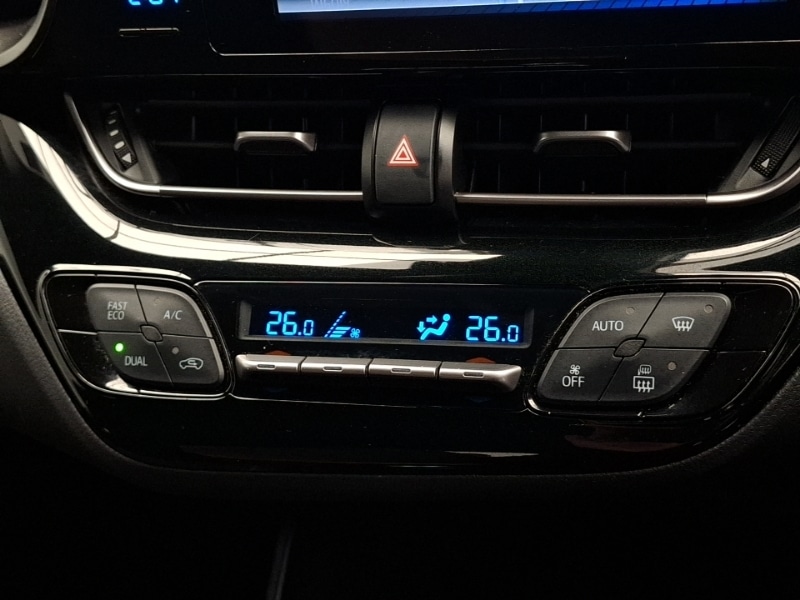 FAST
ECO
A/C
DUAL
26.0
26.0
AUTO
OFF